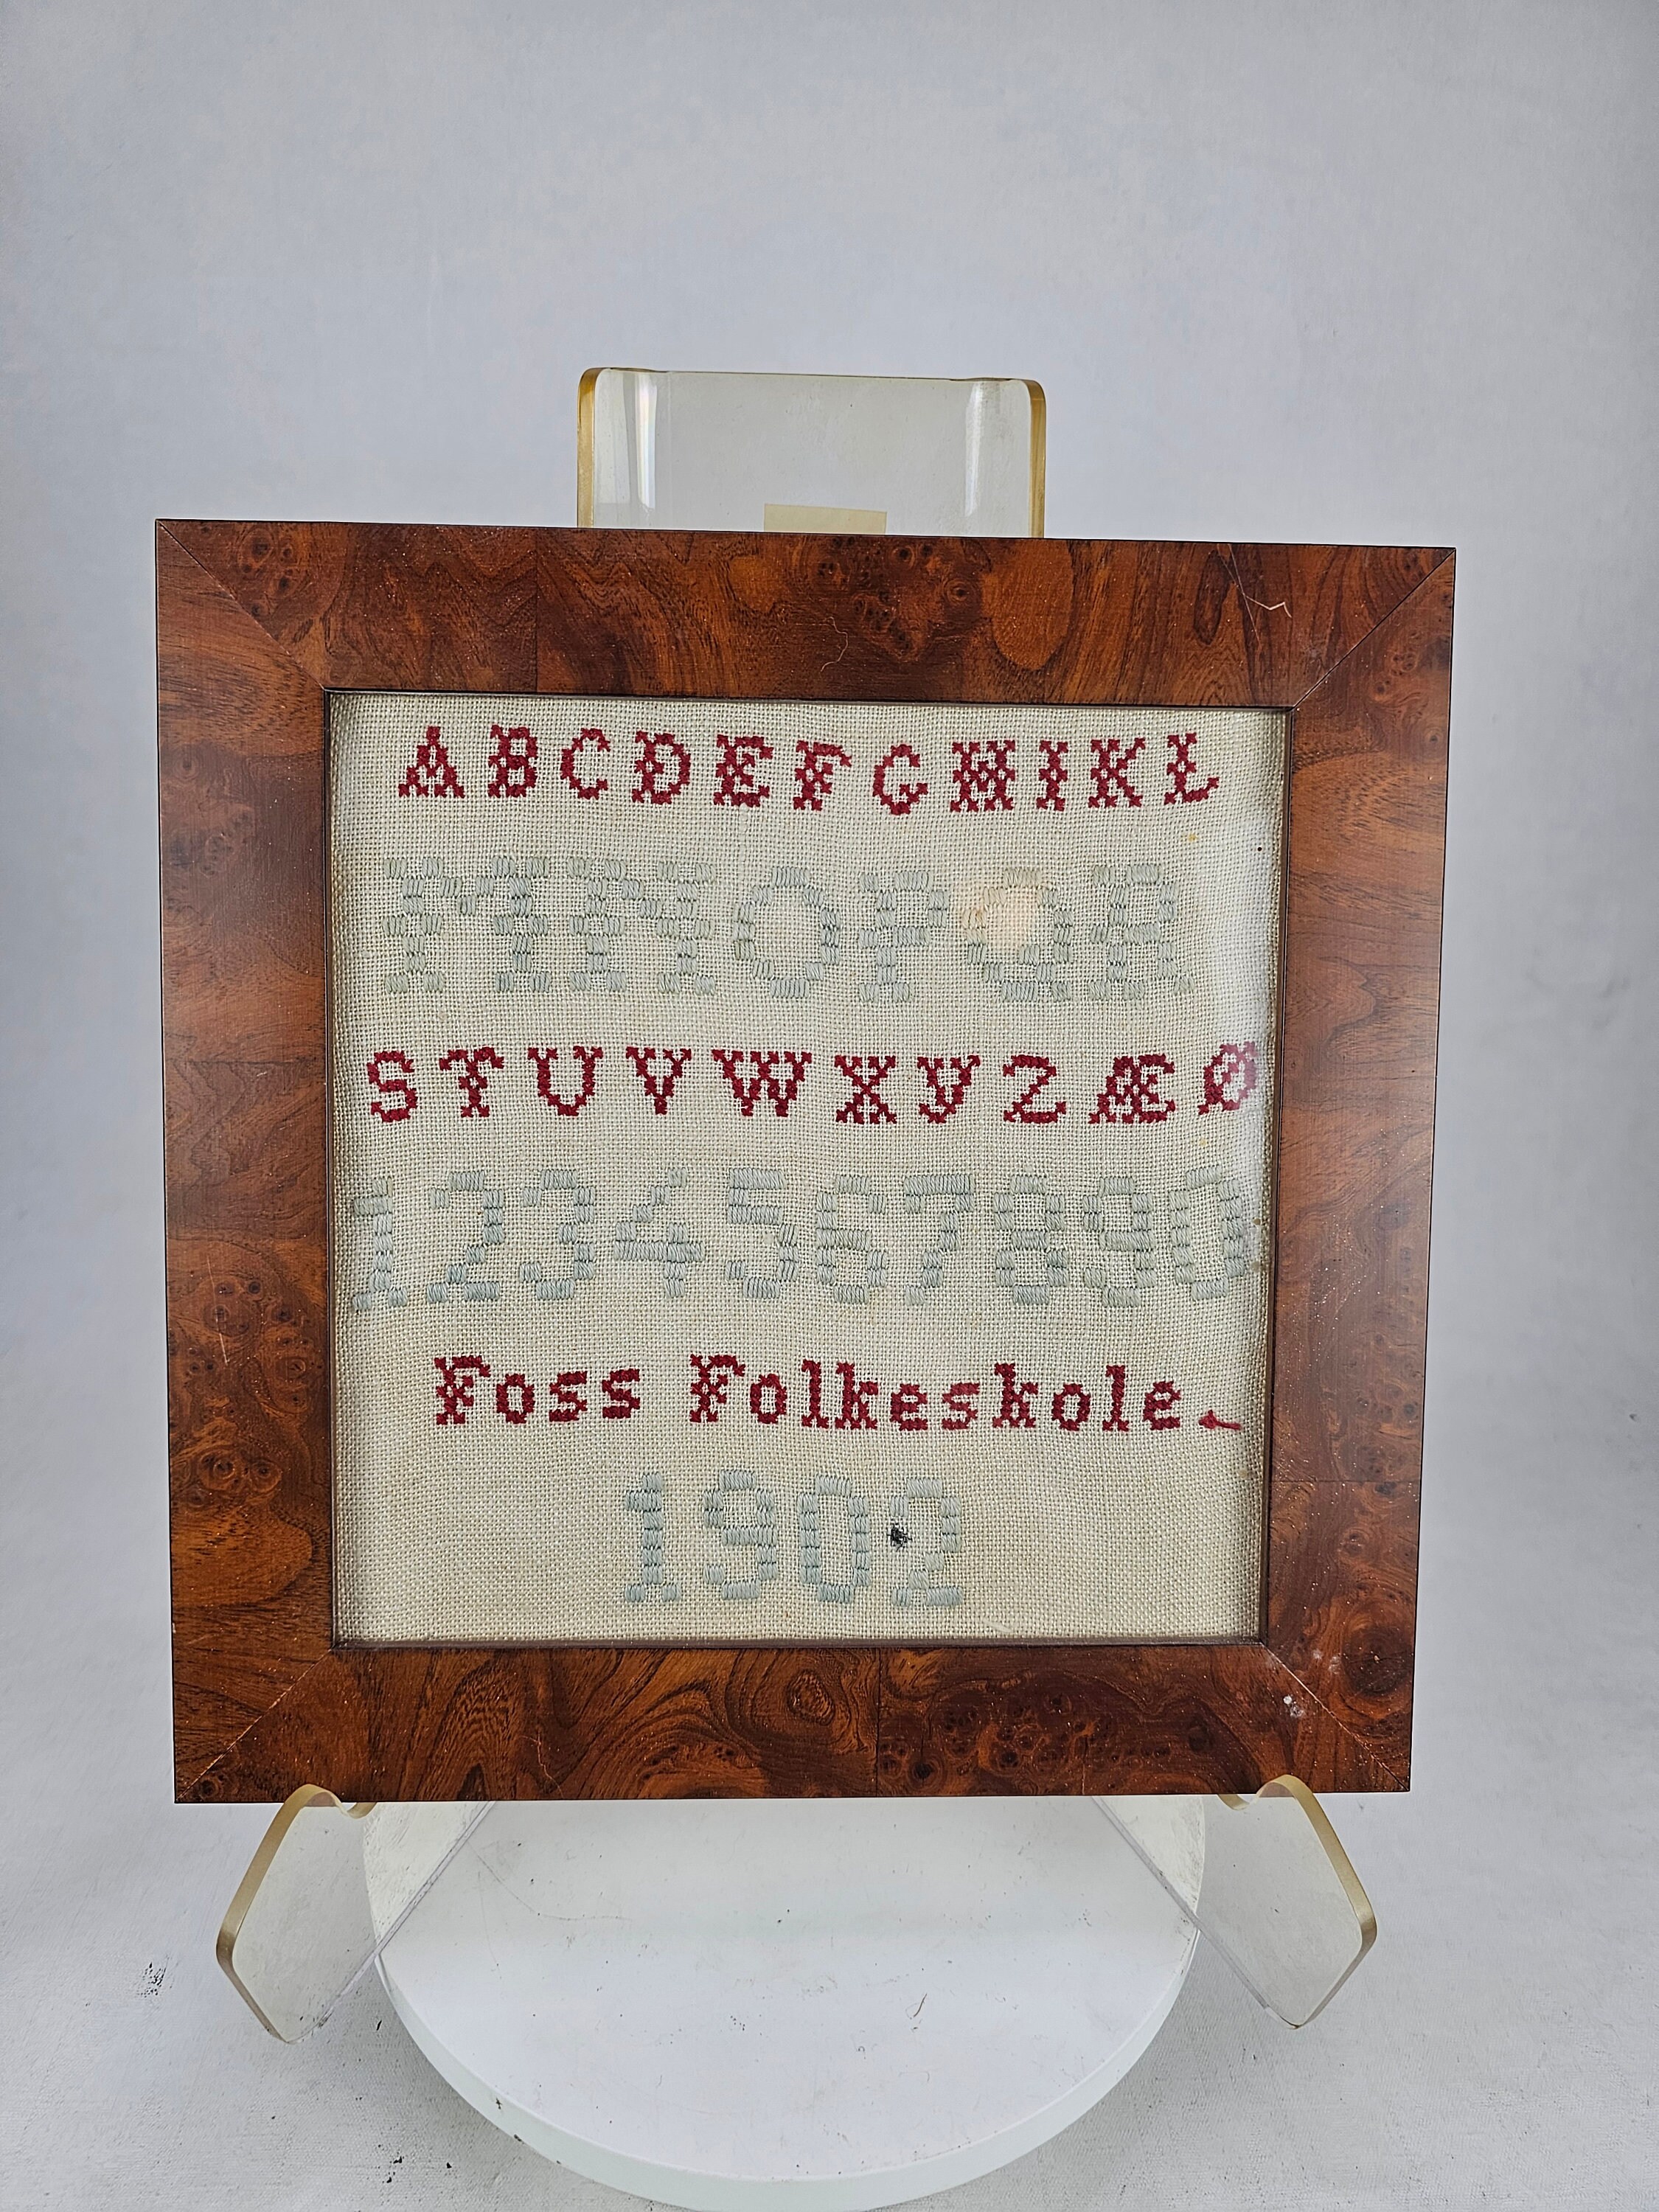 ABCDEFGHIKL
MNOPQR
STUVWXYZÆØ
1234567890
Foss Folkeskole.
1902